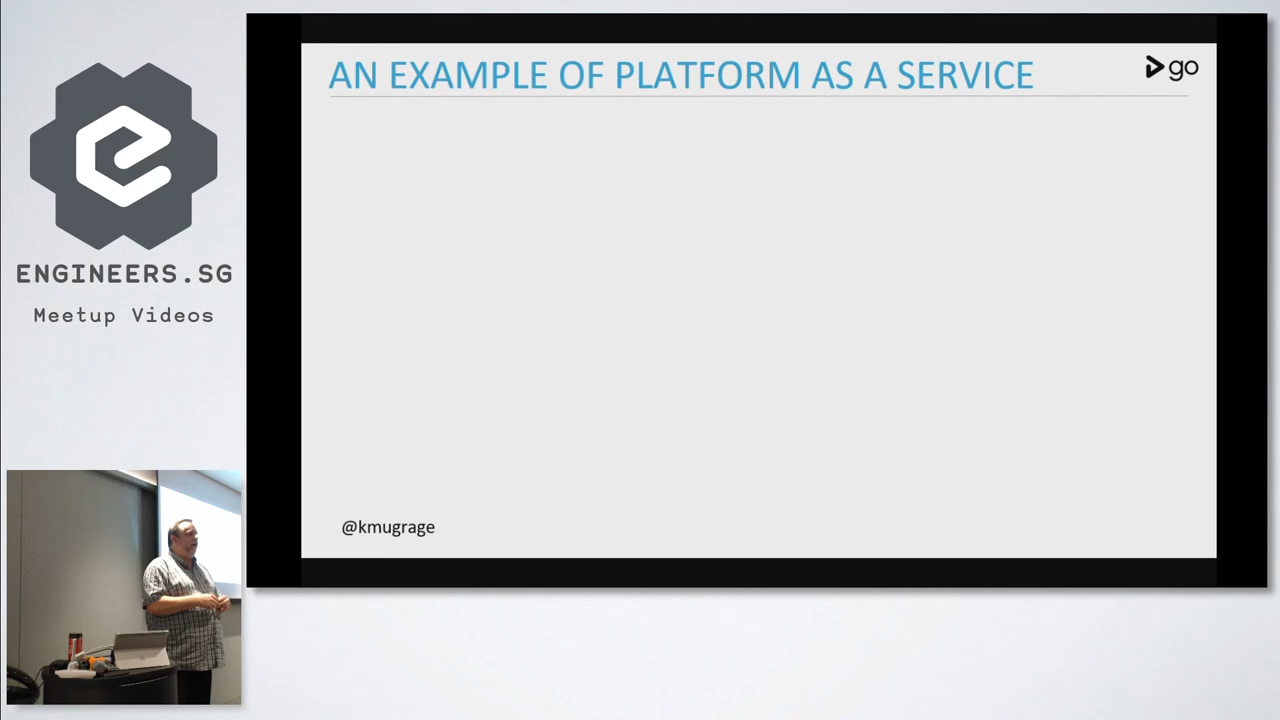 AN EXAMPLE OF PLATFORM AS A SERVICE
go
ENGINEERS.SG
Meetup Videos
@kmugrage